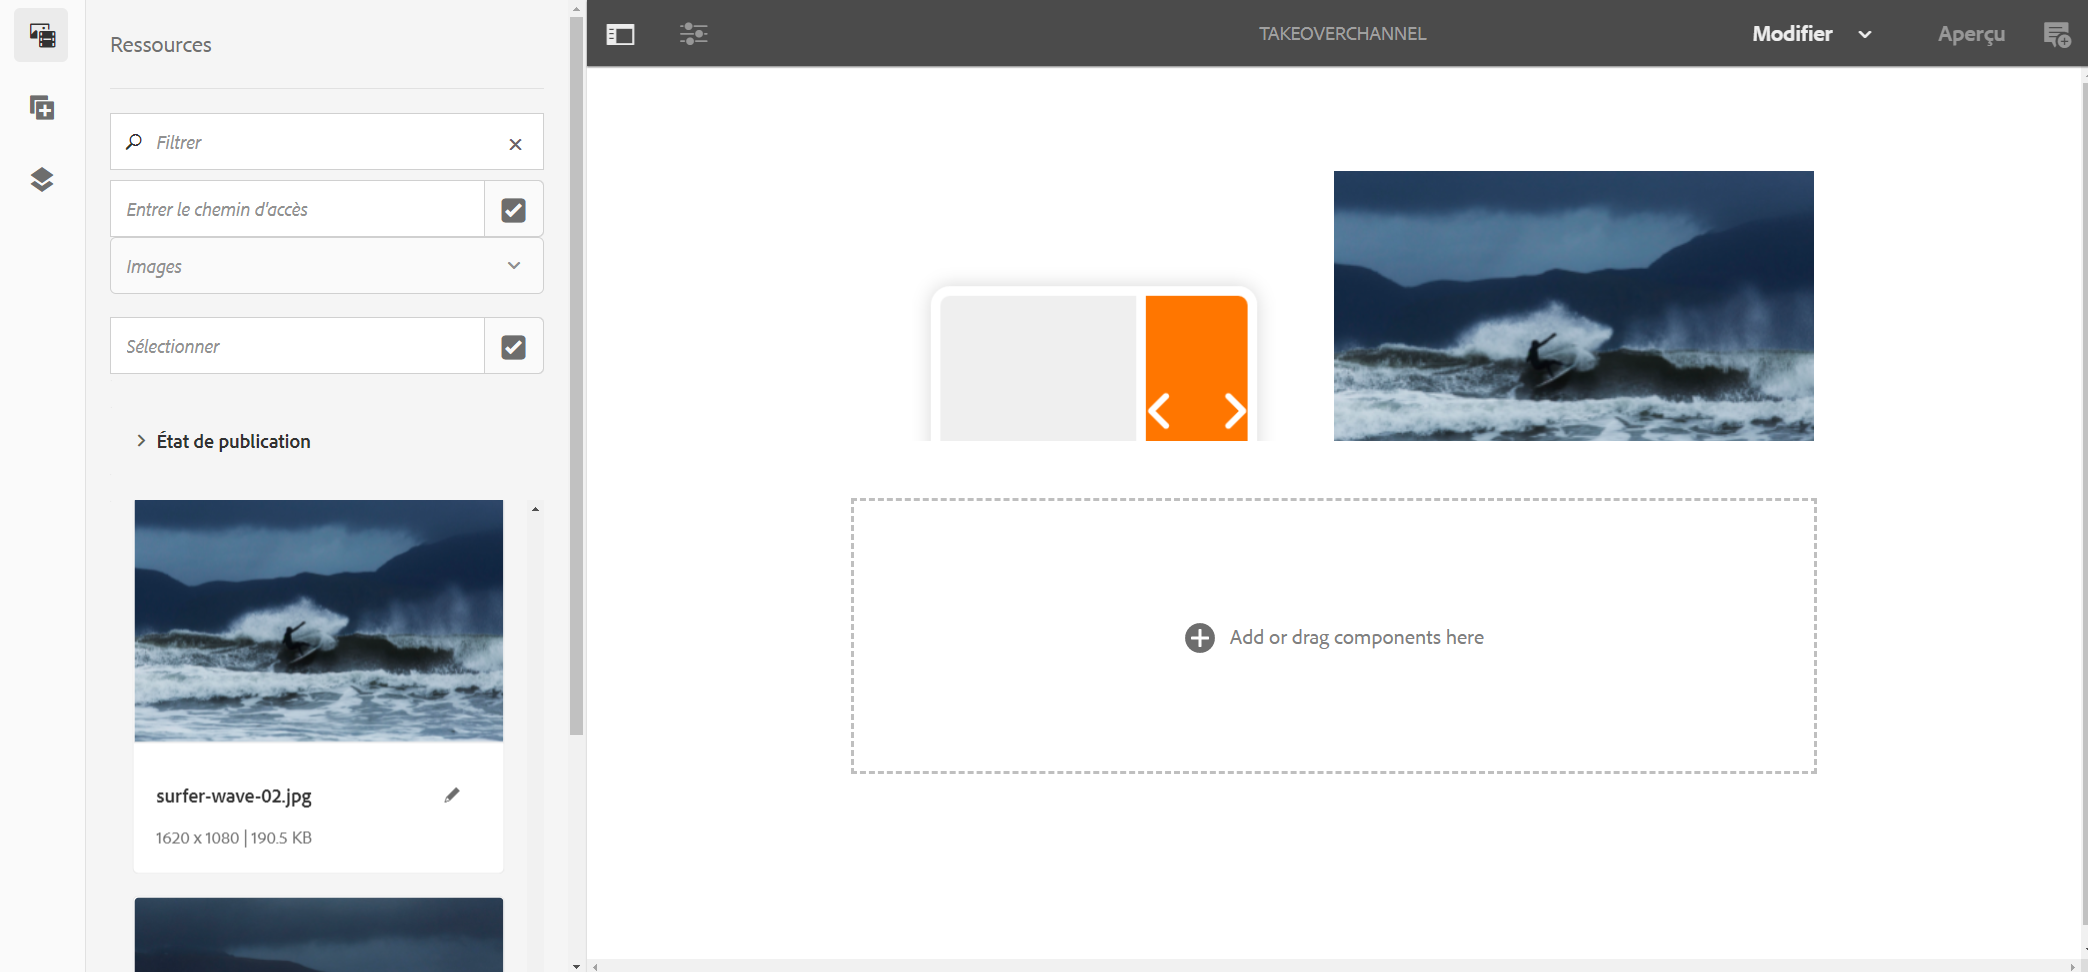 Ressources
TAKEOVERCHANNEL
Modifier
Aperçu
Filtrer
Entrer le chemin d'accès
Images
Sélectionner
État de publication
Add or drag components here
surfer-wave-02.jpg
1620 x 1080 | 190.5 KB